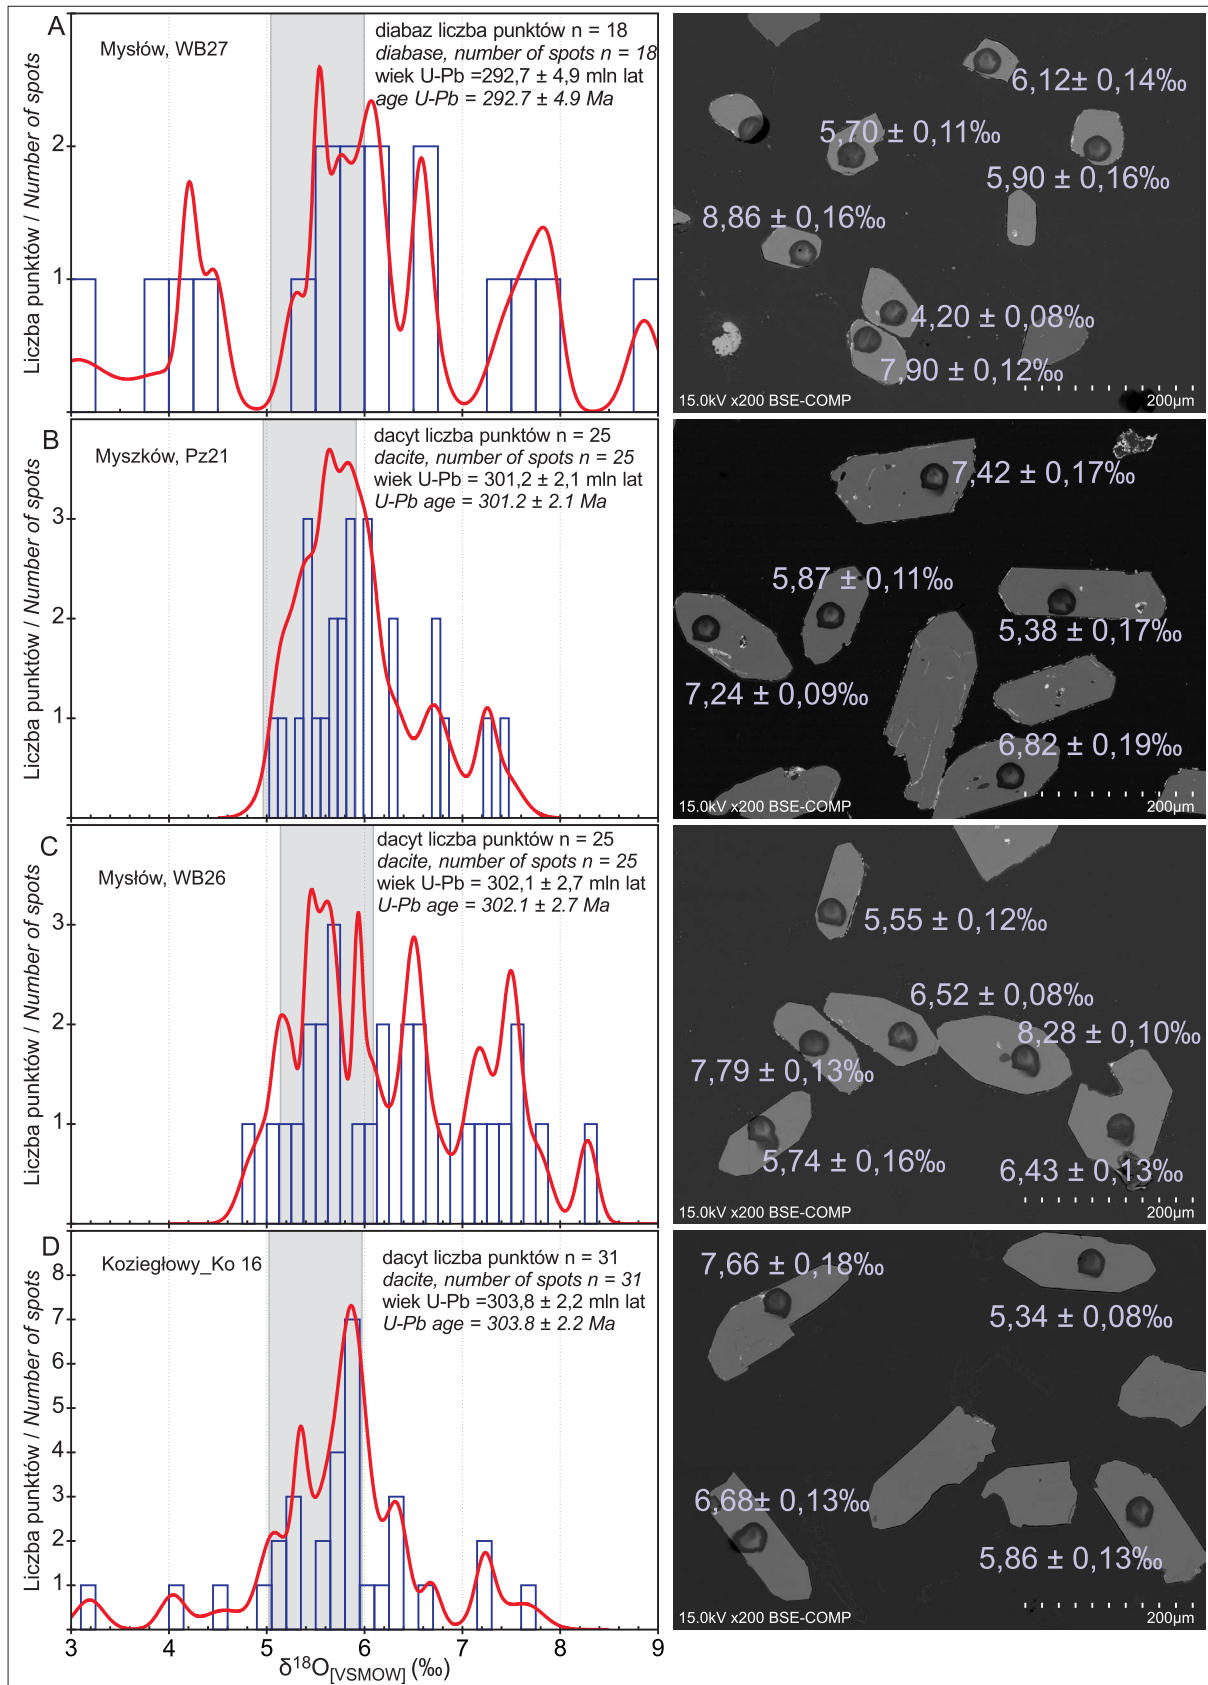 A
Mysłów, WB27
diabaz liczba punktów n = 18
diabase, number of spots n = 18
wiek U-Pb =292,7 ± 4,9 mln lat
age U-Pb = 292.7 ± 4.9 Ma
Liczba punktów / Number of spots
2
1
6,12± 0,14‰
5,70 ± 0,11‰
5,90 ± 0,16‰
8,86 ± 0,16‰
4,20 ± 0,08‰
7,90 ± 0,12‰
15.0kV x200 BSE-COMP
200µm
B
Myszków, Pz21
dacyt liczba punktów n = 25
dacite, number of spots n = 25
wiek U-Pb = 301,2 ± 2,1 mln lat
U-Pb age = 301.2 ± 2.1 Ma
Liczba punktów / Number of spots
3
2
1
7,42 ± 0,17‰
5,87 ± 0,11‰
5,38 ± 0,17‰
7,24 ± 0,09‰
6,82 ± 0,19‰
15.0kV x200 BSE-COMP
200µm
C
Mysłów, WB26
dacyt liczba punktów n = 25
dacite, number of spots n = 25
wiek U-Pb = 302,1 ± 2,7 mln lat
U-Pb age = 302.1 ± 2.7 Ma
Liczba punktów / Number of spots
3
2
1
5,55 ± 0,12‰
6,52 ± 0,08‰
8,28 ± 0,10‰
7,79 ± 0,13‰
5,74 ± 0,16‰
6,43 ± 0,13‰
15.0kV x200 BSE-COMP
200µm
D
Koziegłowy_Ko 16
dacyt liczba punktów n = 31
dacite, number of spots n = 31
wiek U-Pb =303,8 ± 2,2 mln lat
U-Pb age = 303.8 ± 2.2 Ma
Liczba punktów / Number of spots
8
7
6
5
4
3
2
1
3 4 5 6 7 8 9
δ¹⁸O[VSMOW] (‰)
7,66 ± 0,18‰
5,34 ± 0,08‰
6,68± 0,13‰
5,86 ± 0,13‰
15.0kV x200 BSE-COMP
200µm